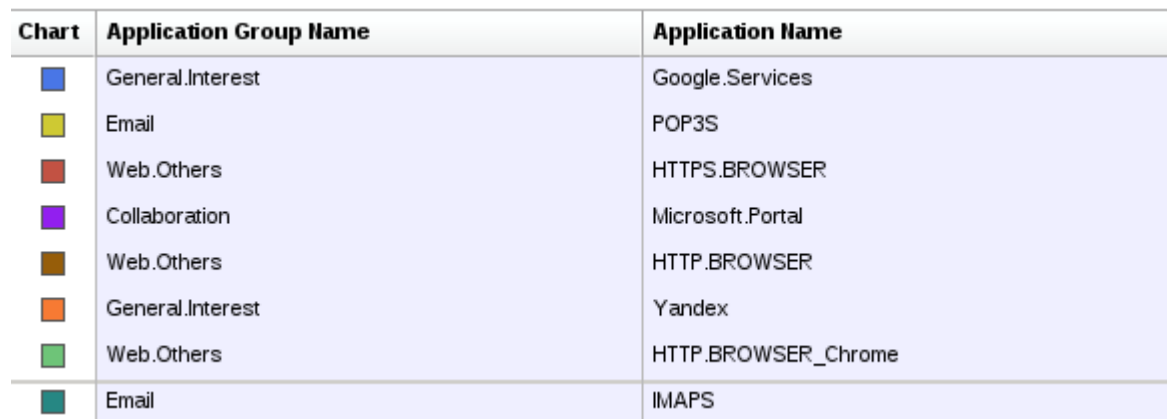 Chart Application Group Name Application Name
General.Interest Google.Services
Email POP3S
Web.Others HTTPS.BROWSER
Collaboration Microsoft.Portal
Web.Others HTTP.BROWSER
General.Interest Yandex
Web.Others HTTP.BROWSER_Chrome
Email IMAPS